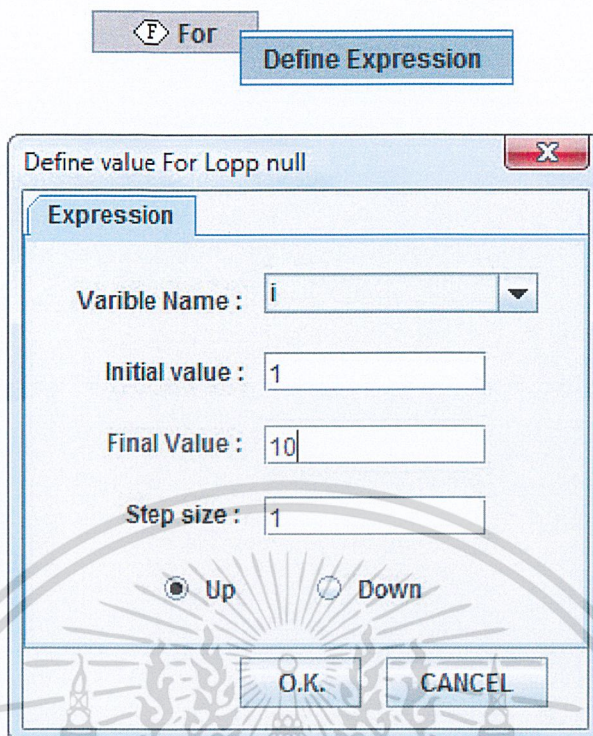 F For
Define Expression
Define value For Lopp null
Expression
Varible Name : i
Initial value : 1
Final Value : 10
Step size : 1
Up Down
O.K. CANCEL